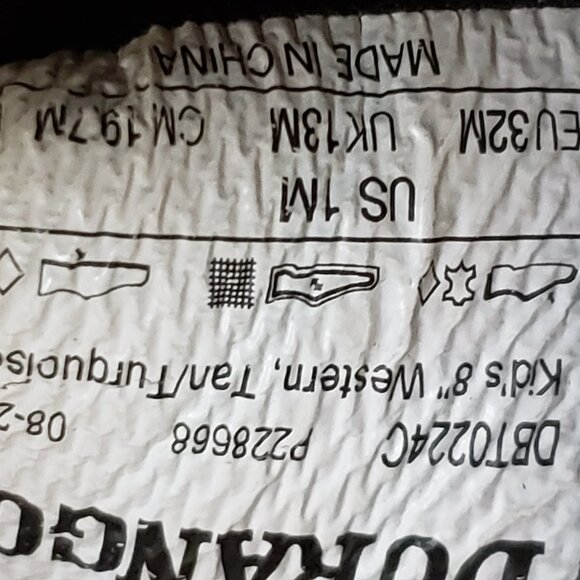 DURANGO
DBT0224C P228668 08-2
Kid's 8" Western, Tan/Turquoise
US 1M
EU32M UK13M CM 19.7M
MADE IN CHINA